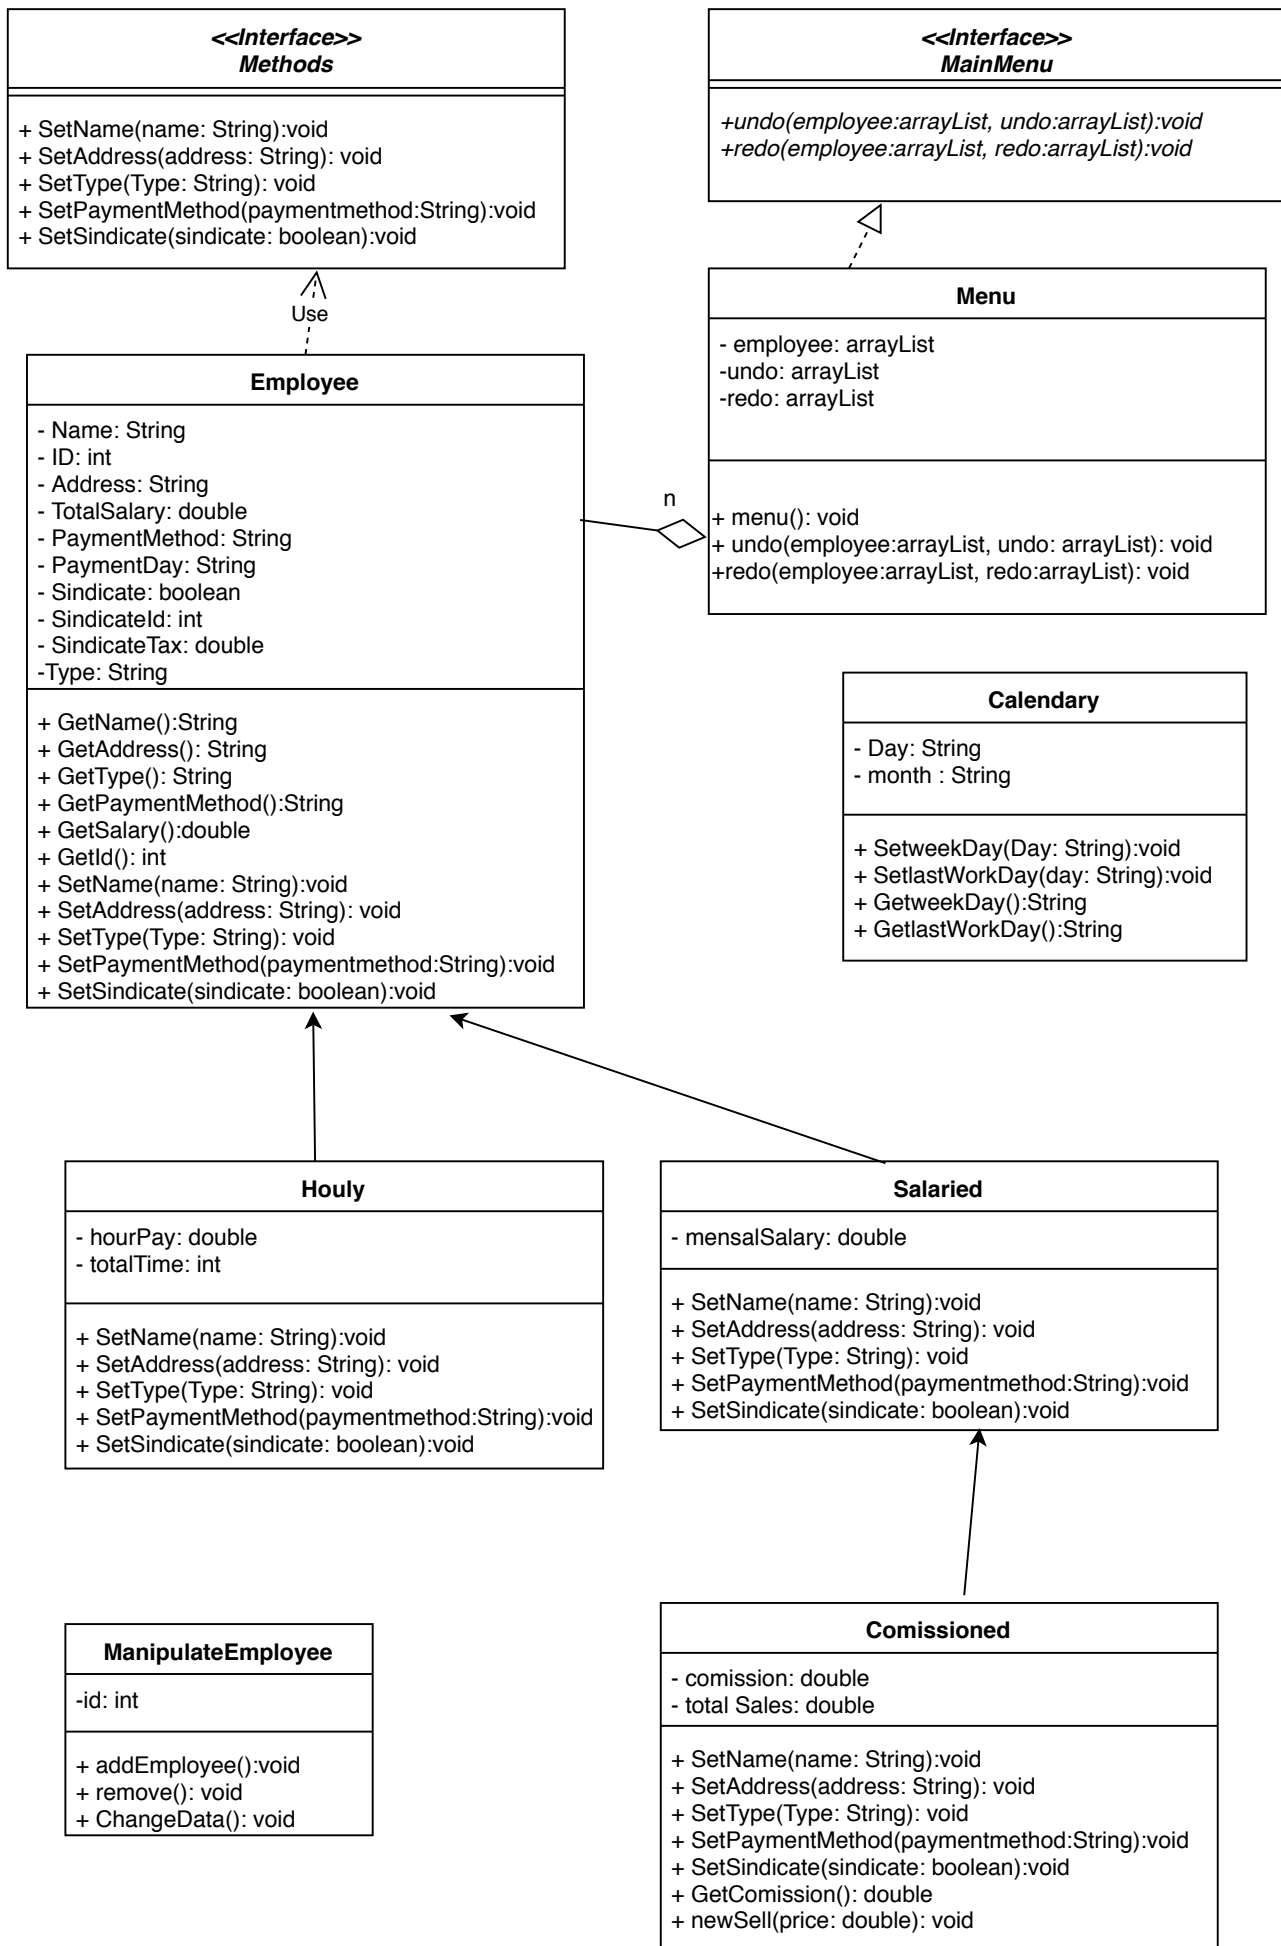 <<Interface>>
Methods
+ SetName(name: String):void
+ SetAddress(address: String): void
+ SetType(Type: String): void
+ SetPaymentMethod(paymentmethod:String):void
+ SetSindicate(sindicate: boolean):void
<<Interface>>
MainMenu
+undo(employee:arrayList, undo:arrayList):void
+redo(employee:arrayList, redo:arrayList):void
Use
Employee
- Name: String
- ID: int
- Address: String
- TotalSalary: double
- PaymentMethod: String
- PaymentDay: String
- Sindicate: boolean
- SindicateId: int
- SindicateTax: double
-Type: String
+ GetName():String
+ GetAddress(): String
+ GetType(): String
+ GetPaymentMethod():String
+ GetSalary():double
+ GetId(): int
+ SetName(name: String):void
+ SetAddress(address: String): void
+ SetType(Type: String): void
+ SetPaymentMethod(paymentmethod:String):void
+ SetSindicate(sindicate: boolean):void
n
Menu
- employee: arrayList
-undo: arrayList
-redo: arrayList
+ menu(): void
+ undo(employee:arrayList, undo: arrayList): void
+redo(employee:arrayList, redo:arrayList): void
Calendary
- Day: String
- month : String
+ SetweekDay(Day: String):void
+ SetlastWorkDay(day: String):void
+ GetweekDay():String
+ GetlastWorkDay():String
Houly
- hourPay: double
- totalTime: int
+ SetName(name: String):void
+ SetAddress(address: String): void
+ SetType(Type: String): void
+ SetPaymentMethod(paymentmethod:String):void
+ SetSindicate(sindicate: boolean):void
Salaried
- mensalSalary: double
+ SetName(name: String):void
+ SetAddress(address: String): void
+ SetType(Type: String): void
+ SetPaymentMethod(paymentmethod:String):void
+ SetSindicate(sindicate: boolean):void
ManipulateEmployee
-id: int
+ addEmployee():void
+ remove(): void
+ ChangeData(): void
Comissioned
- comission: double
- total Sales: double
+ SetName(name: String):void
+ SetAddress(address: String): void
+ SetType(Type: String): void
+ SetPaymentMethod(paymentmethod:String):void
+ SetSindicate(sindicate: boolean):void
+ GetComission(): double
+ newSell(price: double): void